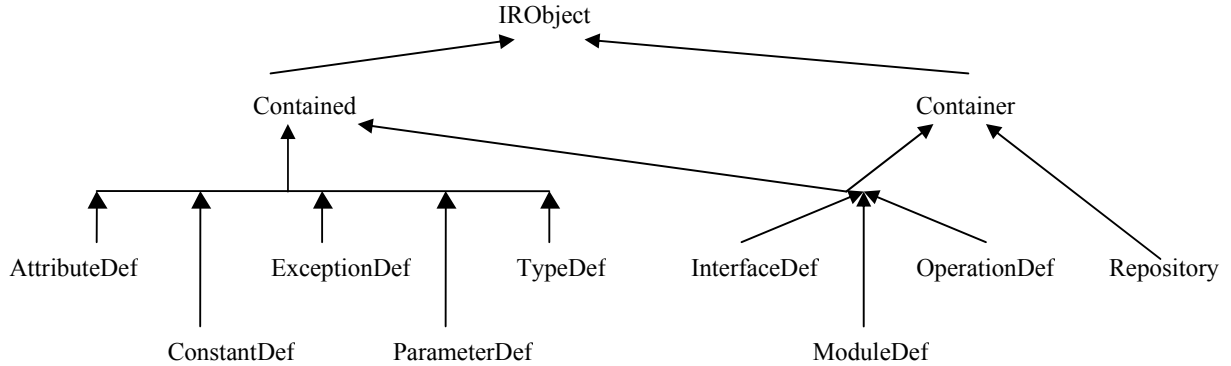 IRObject
Contained
Container
AttributeDef
ExceptionDef
TypeDef
InterfaceDef
OperationDef
Repository
ConstantDef
ParameterDef
ModuleDef